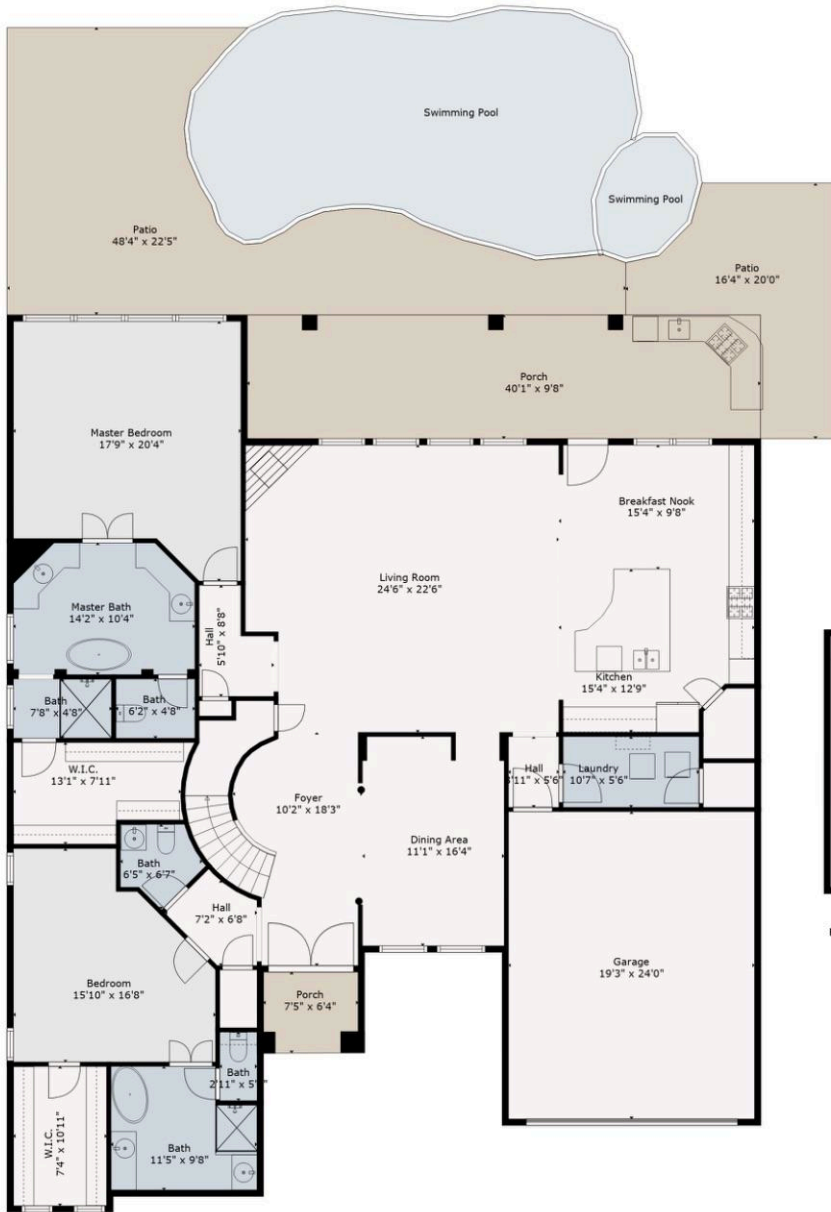 Swimming Pool
Swimming Pool
Patio
48'4" x 22'5"
Patio
16'4" x 20'0"
Porch
40'1" x 9'8"
Master Bedroom
17'9" x 20'4"
Breakfast Nook
15'4" x 9'8"
Living Room
24'6" x 22'6"
Master Bath
14'2" x 10'4"
Hall
5'10" x 8'8"
Kitchen
15'4" x 12'9"
Bath
7'8" x 4'8"
Bath
6'2" x 4'8"
W.I.C.
13'1" x 7'11"
Foyer
10'2" x 18'3"
Hall
'11" x 5'6"
Laundry
10'7" x 5'6"
Dining Area
11'1" x 16'4"
Bath
6'5" x 6'7"
Hall
7'2" x 6'8"
Bedroom
15'10" x 16'8"
Porch
7'5" x 6'4"
Garage
19'3" x 24'0"
Bath
2'11" x
W.I.C.
7'4" x 10'11"
Bath
11'5" x 9'8"